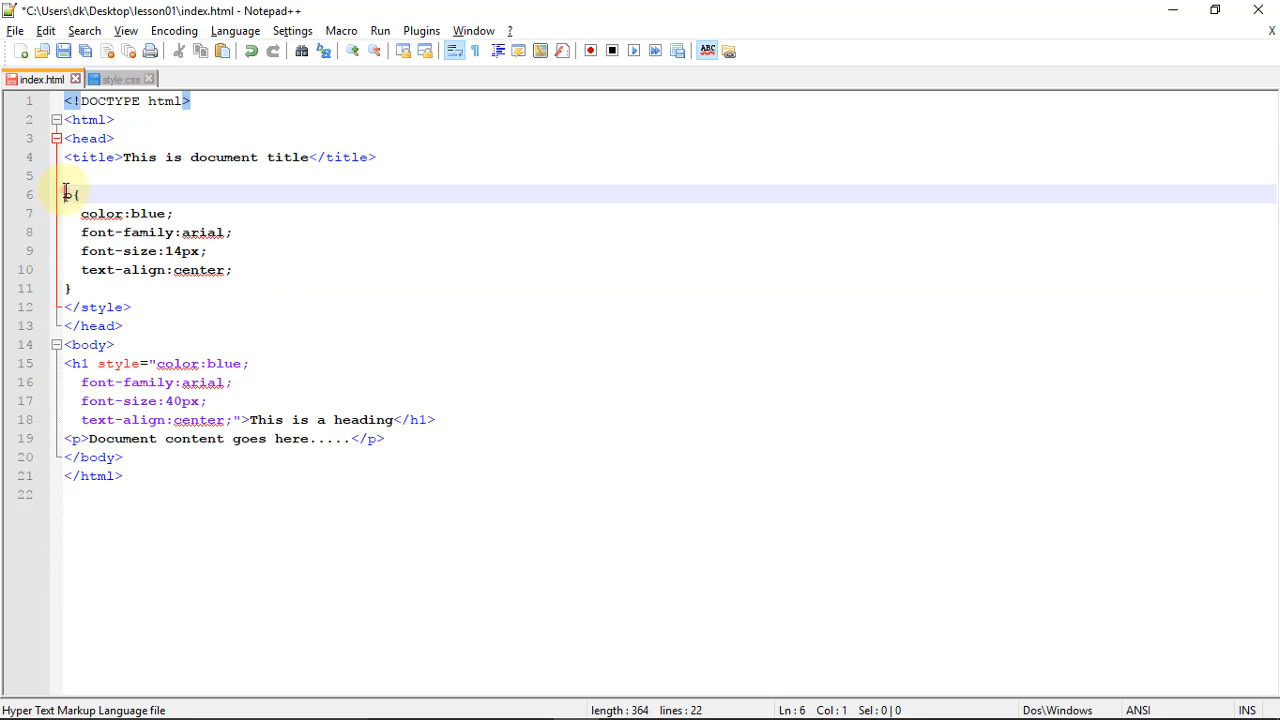 *C:\Users\dk\Desktop\lesson01\index.html - Notepad++
File Edit Search View Encoding Language Settings Macro Run Plugins Window ? X
ABC
index.html style.css
1 <!DOCTYPE html>
2 <html>
3 <head>
4 <title>This is document title</title>
5
6 p{
7 color:blue;
8 font-family:arial;
9 font-size:14px;
10 text-align:center;
11 }
12 </style>
13 </head>
14 <body>
15 <h1 style="color:blue;
16 font-family:arial;
17 font-size:40px;
18 text-align:center;">This is a heading</h1>
19 <p>Document content goes here.....</p>
20 </body>
21 </html>
22
Hyper Text Markup Language file length : 364 lines : 22 Ln : 6 Col : 1 Sel : 0 | 0 Dos\Windows ANSI INS